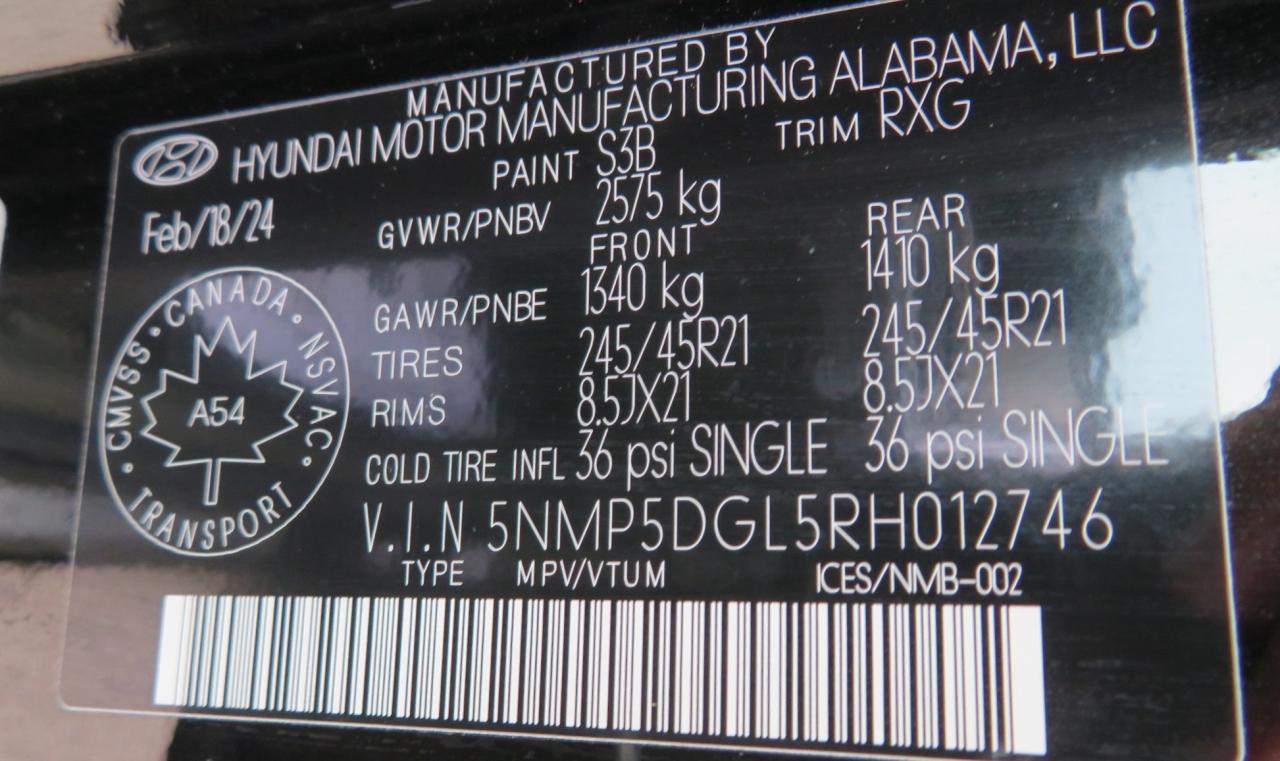 MANUFACTURED BY
HYUNDAI MOTOR MANUFACTURING ALABAMA, LLC
PAINT S3B TRIM RXG
Feb/18/24 GVWR/PNBV 2575 kg
FRONT REAR
GAWR/PNBE 1340 kg 1410 kg
TIRES 245/45R21 245/45R21
RIMS 8.5JX21 8.5JX21
COLD TIRE INFL 36 psi SINGLE 36 psi SINGLE
V.I.N 5NMP5DGL5RH012746
TYPE MPV/VTUM ICES/NMB-002
CMVSS • CANADA • NSVAC •
A54
• TRANSPORT